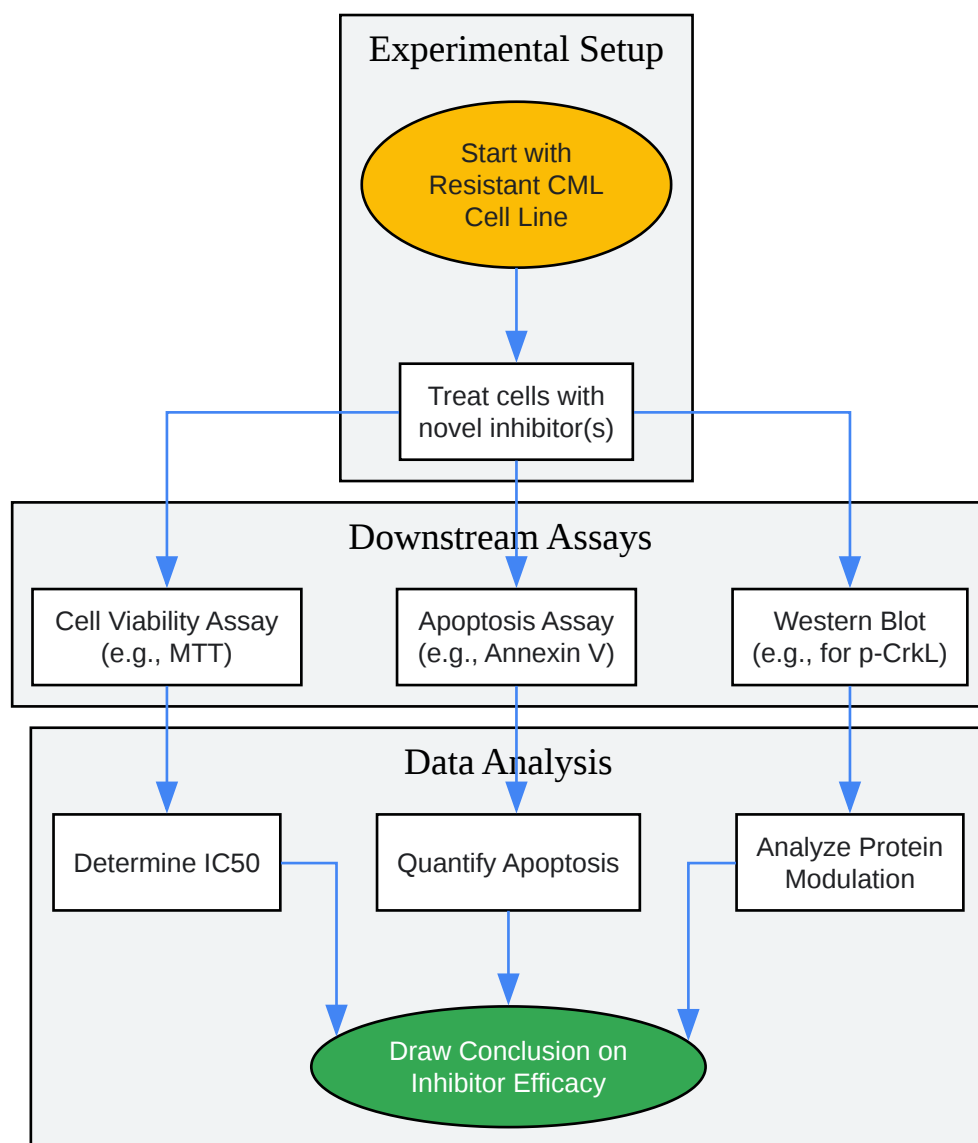 Experimental Setup
Start with
Resistant CML
Cell Line
Treat cells with
novel inhibitor(s)
Downstream Assays
Cell Viability Assay
(e.g., MTT)
Apoptosis Assay
(e.g., Annexin V)
Western Blot
(e.g., for p-CrkL)
Data Analysis
Determine IC50
Quantify Apoptosis
Analyze Protein
Modulation
Draw Conclusion on
Inhibitor Efficacy